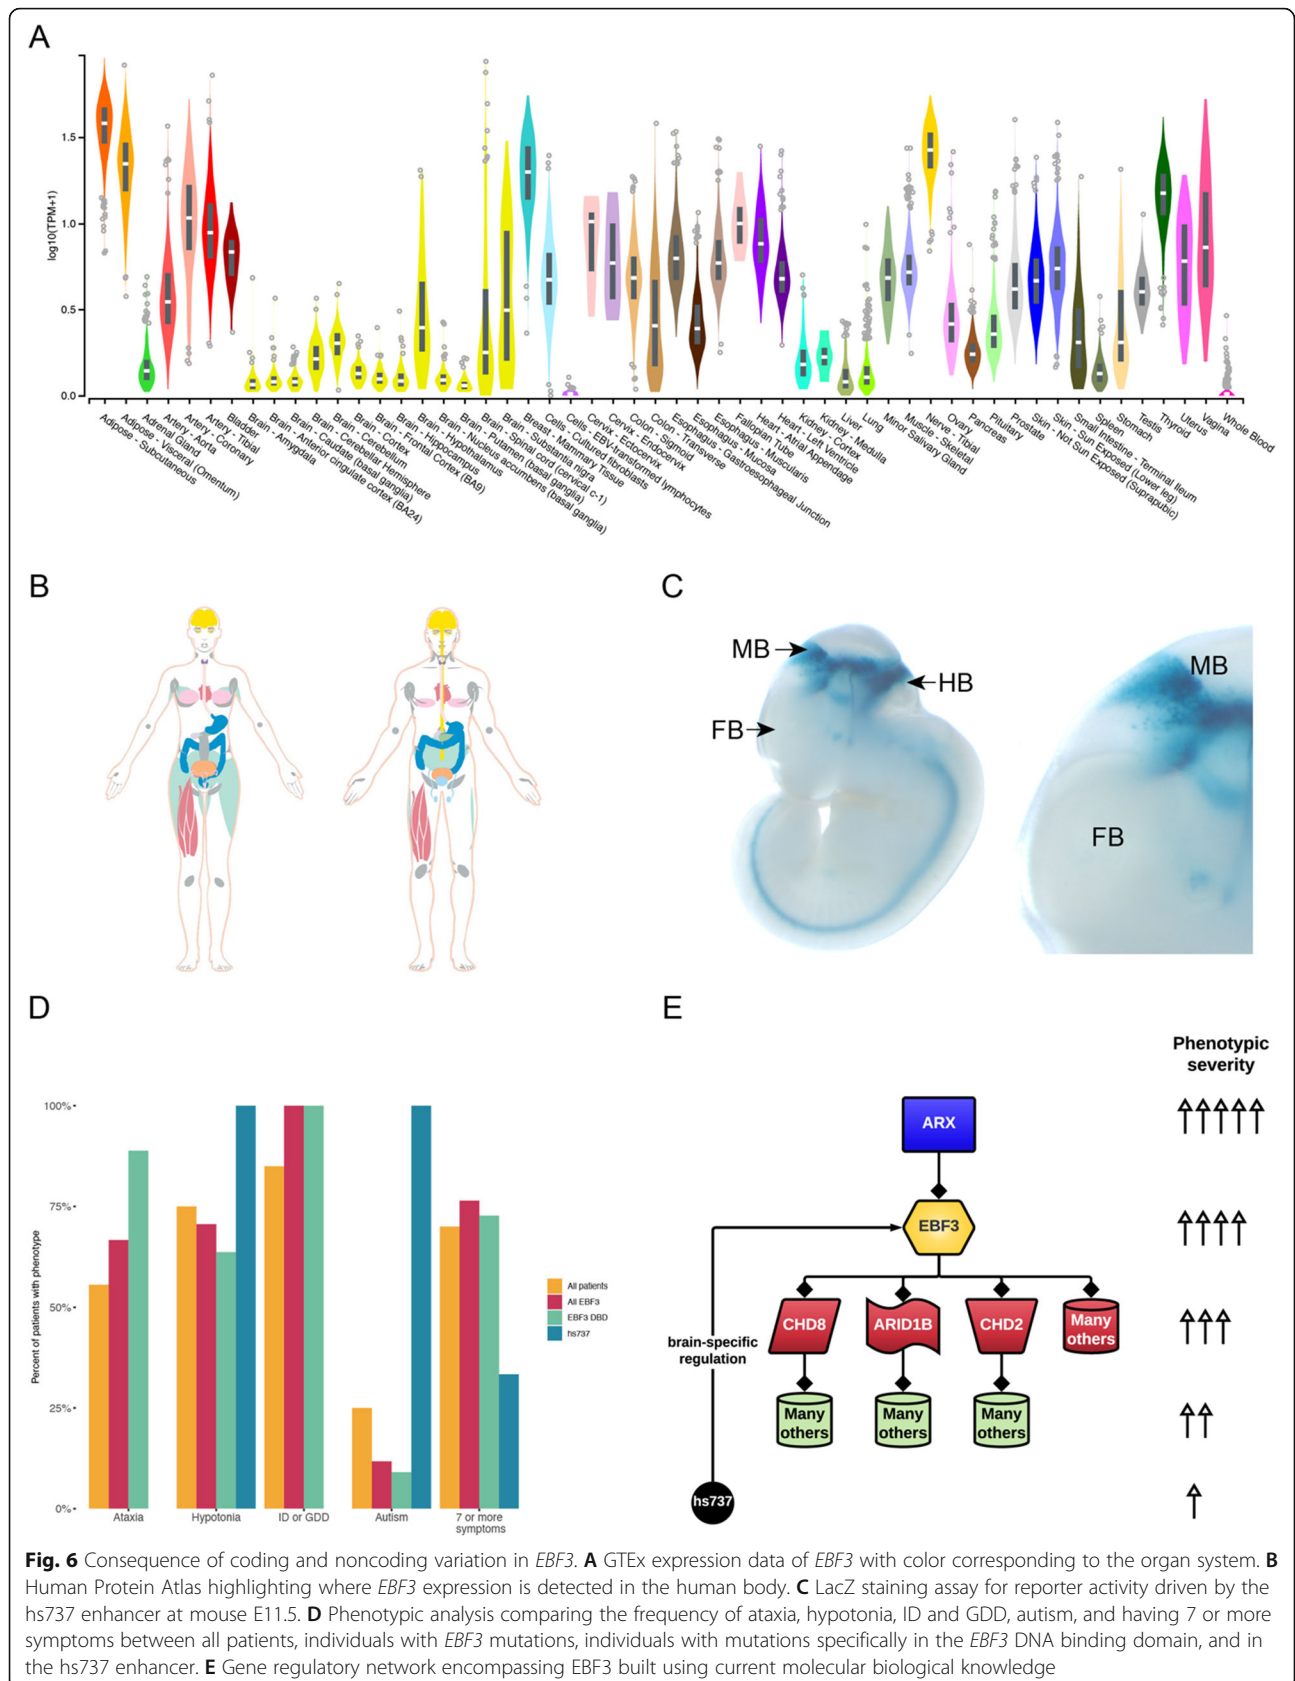 A
log10(TPM+1)
1.5
1.0
0.5
0.0
Adipose - Subcutaneous
Adipose - Visceral (Omentum)
Adrenal Gland
Artery - Aorta
Artery - Coronary
Artery - Tibial
Bladder
Brain - Amygdala
Brain - Anterior cingulate cortex (BA24)
Brain - Caudate (basal ganglia)
Brain - Cerebellar Hemisphere
Brain - Cerebellum
Brain - Cortex
Brain - Frontal Cortex (BA9)
Brain - Hippocampus
Brain - Hypothalamus
Brain - Nucleus accumbens (basal ganglia)
Brain - Putamen (basal ganglia)
Brain - Spinal cord (cervical c-1)
Brain - Substantia nigra
Breast - Mammary Tissue
Cells - Cultured fibroblasts
Cells - EBV-transformed lymphocytes
Cervix - Ectocervix
Cervix - Endocervix
Colon - Sigmoid
Colon - Transverse
Esophagus - Gastroesophageal Junction
Esophagus - Mucosa
Esophagus - Muscularis
Fallopian Tube
Heart - Atrial Appendage
Heart - Left Ventricle
Kidney - Cortex
Kidney - Medulla
Liver
Lung
Minor Salivary Gland
Muscle - Skeletal
Nerve - Tibial
Ovary
Pancreas
Pituitary
Prostate
Skin - Not Sun Exposed (Suprapubic)
Skin - Sun Exposed (Lower leg)
Small Intestine - Terminal Ileum
Spleen
Stomach
Testis
Thyroid
Uterus
Vagina
Whole Blood
B
C
MB
HB
FB
MB
FB
D
Percent of patients with phenotype
100%
75%
50%
25%
0%
Ataxia
Hypotonia
ID or GDD
Autism
7 or more
symptoms
All patients
All EBF3
EBF3 DBD
hs737
E
Phenotypic
severity
ARX
EBF3
CHD8
ARID1B
CHD2
Many
others
brain-specific
regulation
Many
others
Many
others
Many
others
hs737
Fig. 6 Consequence of coding and noncoding variation in EBF3. A GTEx expression data of EBF3 with color corresponding to the organ system. B
Human Protein Atlas highlighting where EBF3 expression is detected in the human body. C LacZ staining assay for reporter activity driven by the
hs737 enhancer at mouse E11.5. D Phenotypic analysis comparing the frequency of ataxia, hypotonia, ID and GDD, autism, and having 7 or more
symptoms between all patients, individuals with EBF3 mutations, individuals with mutations specifically in the EBF3 DNA binding domain, and in
the hs737 enhancer. E Gene regulatory network encompassing EBF3 built using current molecular biological knowledge